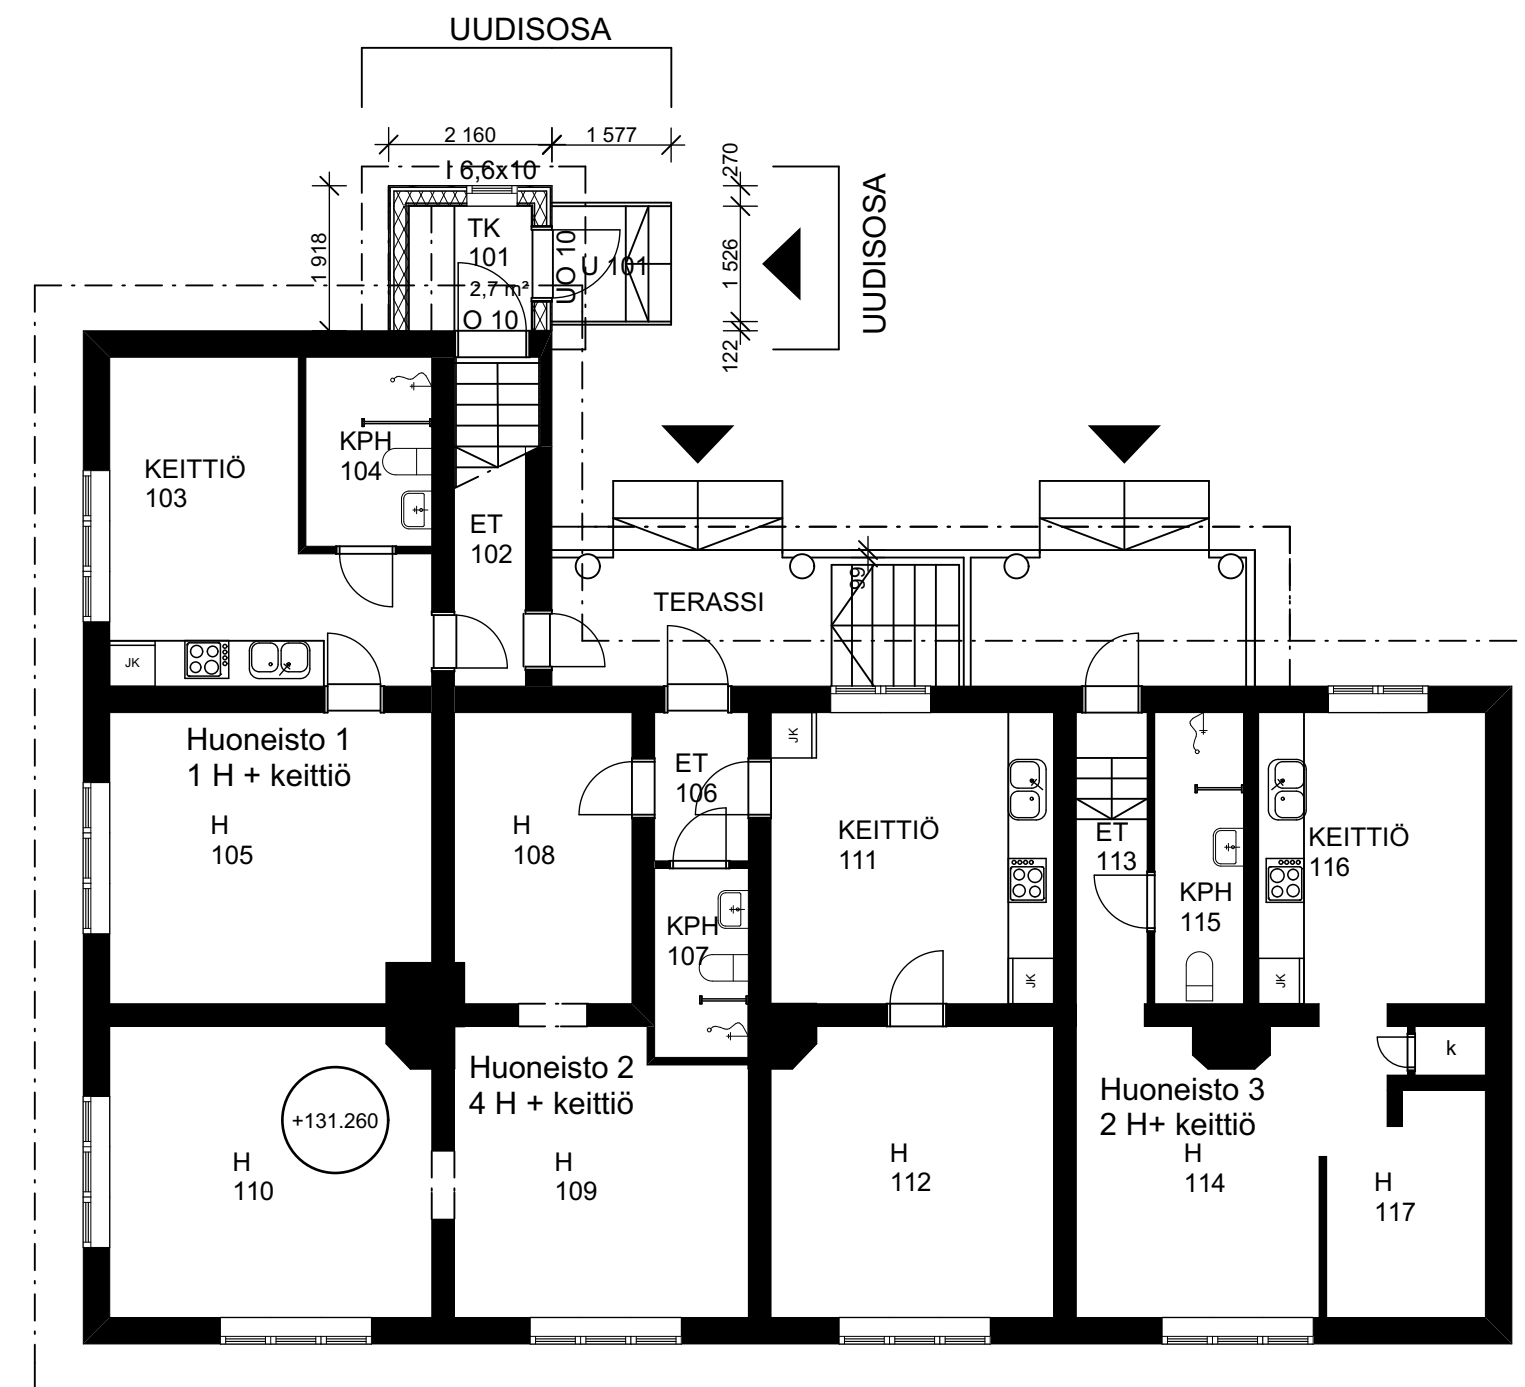 UUDISOSA
2 160
1 577
I 6,6x10
270
1 918
TK
101
2,7 m²
O 10
UO 10
U 101
1 526
122
UUDISOSA
KEITTIÖ
103
KPH
104
ET
102
99
TERASSI
JK
Huoneisto 1
1 H + keittiö
H
105
H
108
ET
106
JK
KEITTIÖ
111
ET
113
KEITTIÖ
116
KPH
115
KPH
107
JK
JK
k
Huoneisto 2
4 H + keittiö
Huoneisto 3
2 H+ keittiö
+131.260
H
110
H
109
H
112
H
114
H
117